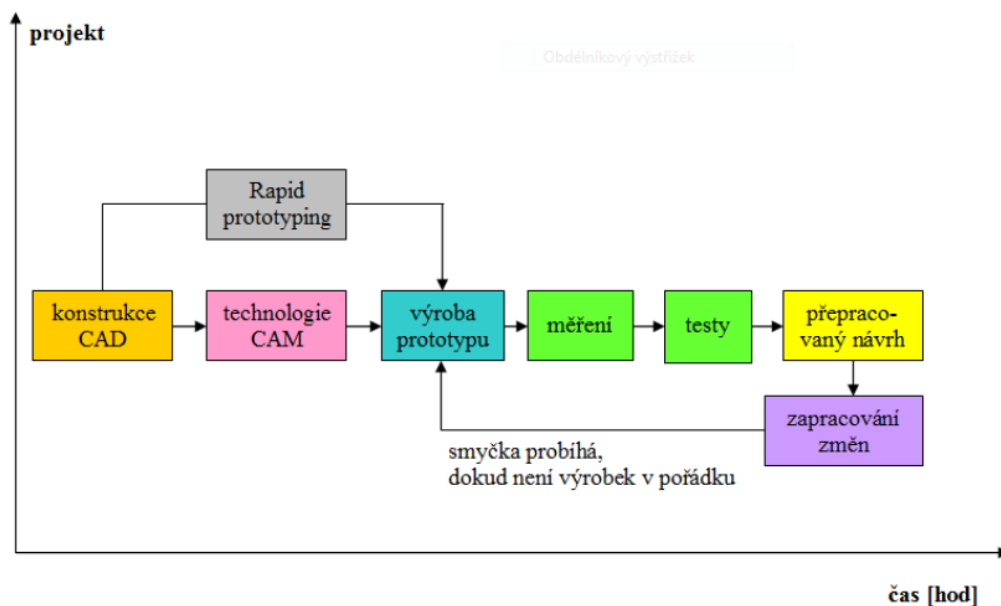 projekt
Obdélníkový výstřižek
Rapid
prototyping
konstrukce
CAD
technologie
CAM
výroba
prototypu
měření
testy
přepraco-
vaný návrh
zapracování
změn
smyčka probíhá,
dokud není výrobek v pořádku
čas [hod]